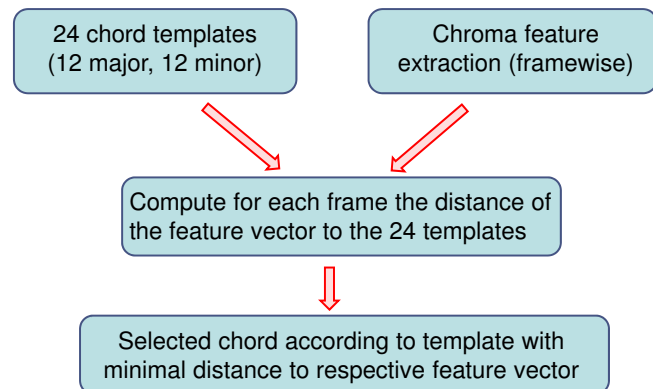 24 chord templates
(12 major, 12 minor)
Chroma feature
extraction (framewise)
Compute for each frame the distance of
the feature vector to the 24 templates
Selected chord according to template with
minimal distance to respective feature vector